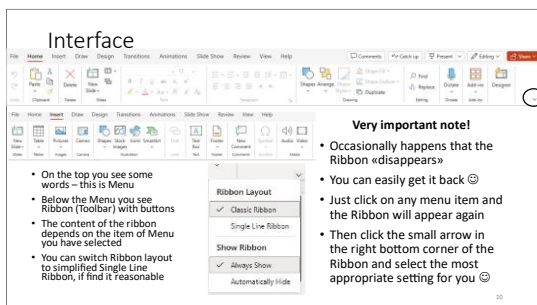 Interface
File Home Insert Draw Design Transitions Animations Slide Show Review View Help Comments Catch up Present Editing Share
Paste Delete New Slide Shapes Arrange Duplicate Find Replace Dictate Add-ins Designer
Clipboard Slides Drawing Editing
File Home Insert Draw Design Transitions Animations Slide Show Review View Help
New Slide Table Pictures Shapes Icons SmartArt Text Box New Comment Audio Video
Very important note!
• Occasionally happens that the
Ribbon «disappears»
• You can easily get it back ☺
• Just click on any menu item and
the Ribbon will appear again
• Then click the small arrow in
the right bottom corner of the
Ribbon and select the most
appropriate setting for you ☺
• On the top you see some
words – this is Menu
• Below the Menu you see
Ribbon (Toolbar) with buttons
• The content of the ribbon
depends on the item of Menu
you have selected
• You can switch Ribbon layout
to simplified Single Line
Ribbon, if find it reasonable
Ribbon Layout
✓ Classic Ribbon
Single Line Ribbon
Show Ribbon
✓ Always Show
Automatically Hide
10